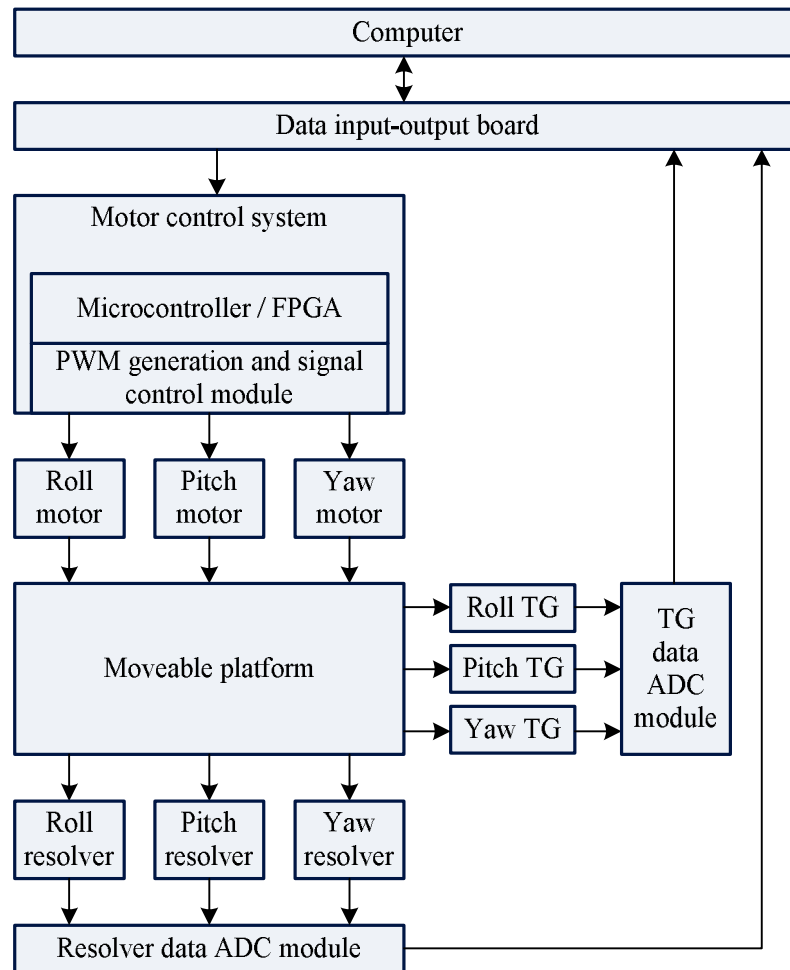 Computer
Data input-output board
Motor control system
Microcontroller / FPGA
PWM generation and signal
control module
Roll
motor
Pitch
motor
Yaw
motor
Moveable platform
Roll TG
Pitch TG
Yaw TG
TG
data
ADC
module
Roll
resolver
Pitch
resolver
Yaw
resolver
Resolver data ADC module